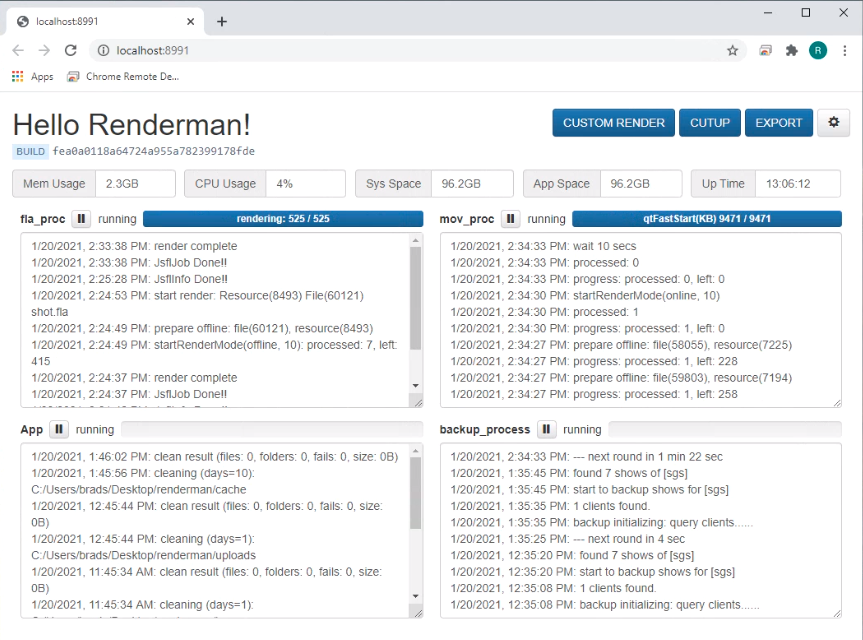 localhost:8991
localhost:8991
R
Apps Chrome Remote De...
Hello Renderman!
CUSTOM RENDER CUTUP EXPORT
BUILD fea0a0118a64724a955a782399178fde
Mem Usage 2.3GB CPU Usage 4% Sys Space 96.2GB App Space 96.2GB Up Time 13:06:12
fla_proc running rendering: 525 / 525
1/20/2021, 2:33:38 PM: render complete
1/20/2021, 2:33:38 PM: JsflJob Done!!
1/20/2021, 2:25:28 PM: JsflInfo Done!!
1/20/2021, 2:24:53 PM: start render: Resource(8493) File(60121)
shot.fla
1/20/2021, 2:24:49 PM: prepare offline: file(60121), resource(8493)
1/20/2021, 2:24:49 PM: startRenderMode(offline, 10): processed: 7, left:
415
1/20/2021, 2:24:37 PM: render complete
1/20/2021, 2:24:37 PM: JsflJob Done!!
mov_proc running qtFastStart(KB) 9471 / 9471
1/20/2021, 2:34:33 PM: wait 10 secs
1/20/2021, 2:34:33 PM: processed: 0
1/20/2021, 2:34:33 PM: progress: processed: 0, left: 0
1/20/2021, 2:34:30 PM: startRenderMode(online, 10)
1/20/2021, 2:34:30 PM: processed: 1
1/20/2021, 2:34:30 PM: progress: processed: 1, left: 0
1/20/2021, 2:34:27 PM: prepare offline: file(58055), resource(7225)
1/20/2021, 2:34:27 PM: progress: processed: 1, left: 228
1/20/2021, 2:34:27 PM: prepare offline: file(59803), resource(7194)
1/20/2021, 2:34:27 PM: progress: processed: 1, left: 258
App running
1/20/2021, 1:46:02 PM: clean result (files: 0, folders: 0, fails: 0, size: 0B)
1/20/2021, 1:45:56 PM: cleaning (days=10):
C:/Users/brads/Desktop/renderman/cache
1/20/2021, 12:45:44 PM: clean result (files: 0, folders: 0, fails: 0, size:
0B)
1/20/2021, 12:45:44 PM: cleaning (days=1):
C:/Users/brads/Desktop/renderman/uploads
1/20/2021, 11:45:34 AM: clean result (files: 0, folders: 0, fails: 0, size:
0B)
1/20/2021, 11:45:34 AM: cleaning (days=1):
backup_process running
1/20/2021, 2:34:33 PM: --- next round in 1 min 22 sec
1/20/2021, 1:35:45 PM: found 7 shows of [sgs]
1/20/2021, 1:35:45 PM: start to backup shows for [sgs]
1/20/2021, 1:35:35 PM: 1 clients found.
1/20/2021, 1:35:35 PM: backup initializing: query clients......
1/20/2021, 1:35:25 PM: --- next round in 4 sec
1/20/2021, 12:35:20 PM: found 7 shows of [sgs]
1/20/2021, 12:35:20 PM: start to backup shows for [sgs]
1/20/2021, 12:35:08 PM: 1 clients found.
1/20/2021, 12:35:08 PM: backup initializing: query clients......